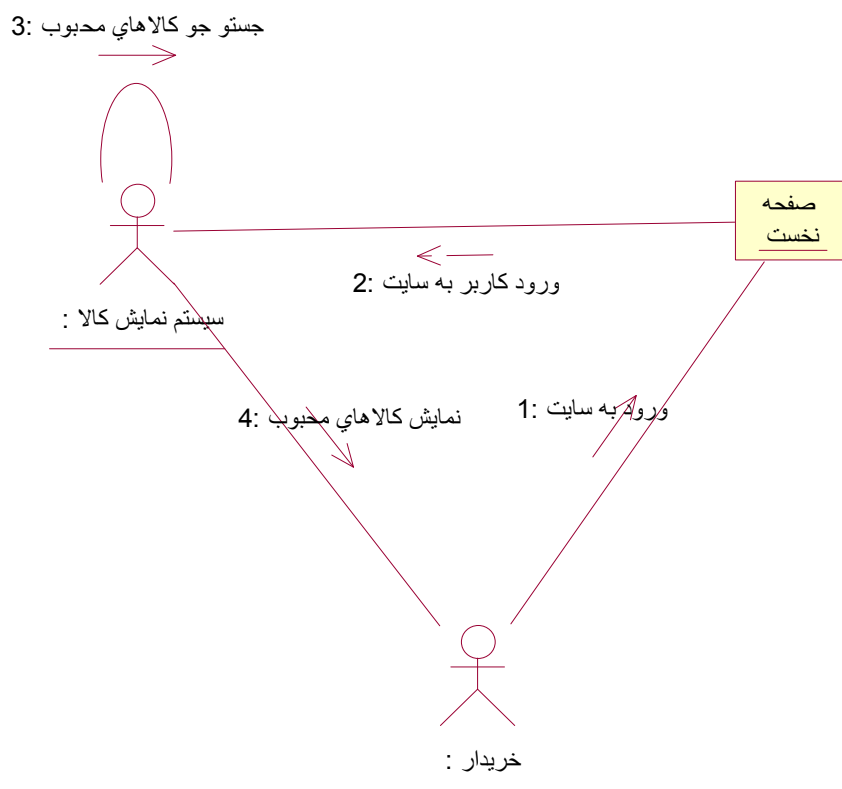 3: جستو جو کالاهاي محبوب
صفحه
نخست
2: ورود کاربر به سايت
سيستم نمايش کالا :
1: ورود به سايت
4: نمايش کالاهاي محبوب
خريدار :